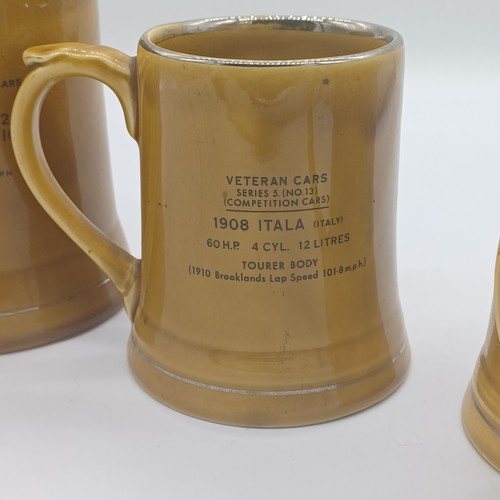 VETERAN CARS
SERIES 5. (NO. 13)
(COMPETITION CARS)
1908 ITALA (ITALY)
60 H.P. 4 CYL. 12 LITRES
TOURER BODY
(1910 Brooklands Lap Speed 101·8 m.p.h.)